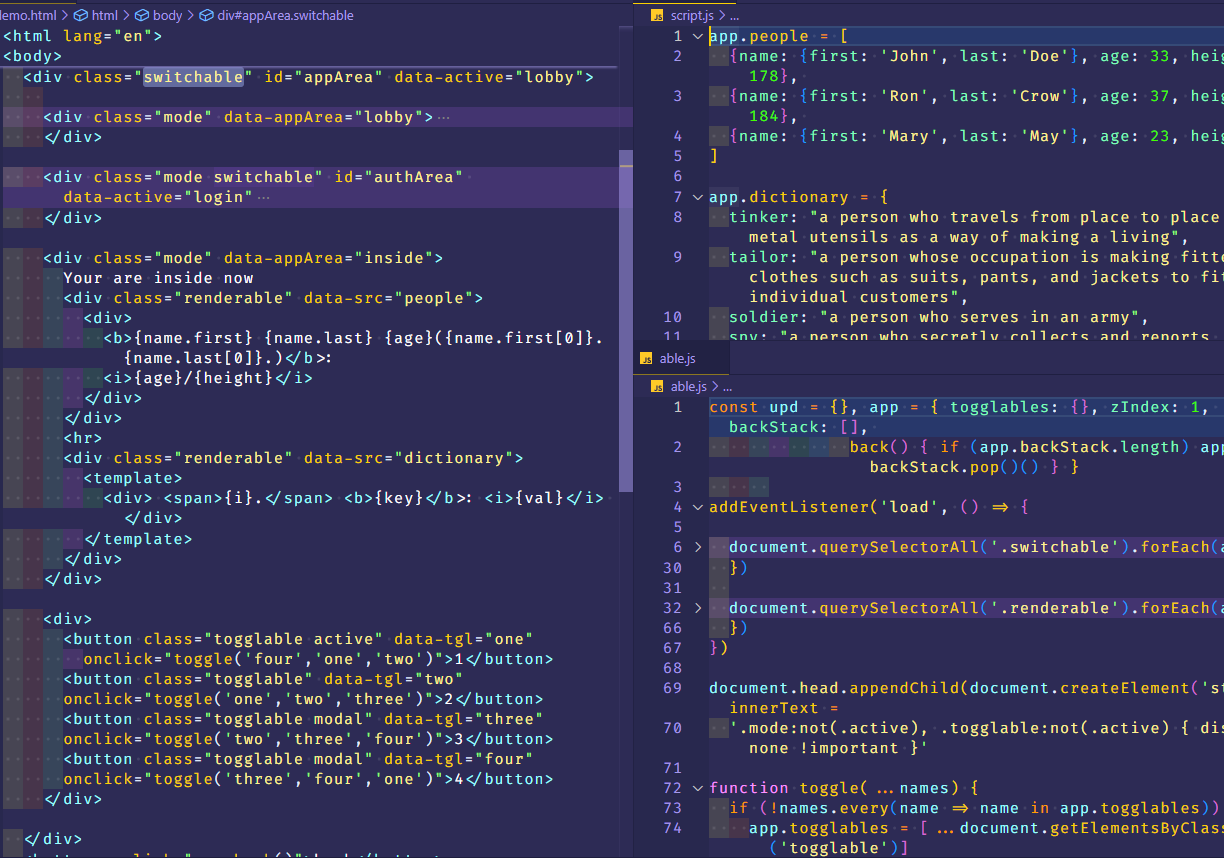 demo.html > html > body > div#appArea.switchable
<html lang="en">
<body>
<div class="switchable" id="appArea" data-active="lobby">
<div class="mode" data-appArea="lobby"> ...
</div>
<div class="mode switchable" id="authArea"
data-active="login" ...
</div>
<div class="mode" data-appArea="inside">
Your are inside now
<div class="renderable" data-src="people">
<div>
<b>{name.first} {name.last} {age}({name.first[0]}.
{name.last[0]}.)</b>:
<i>{age}/{height}</i>
</div>
</div>
<hr>
<div class="renderable" data-src="dictionary">
<template>
<div> <span>{i}.</span> <b>{key}</b>: <i>{val}</i>
</div>
</template>
</div>
</div>
<div>
<button class="togglable active" data-tgl="one"
onclick="toggle('four','one','two')">1</button>
<button class="togglable" data-tgl="two"
onclick="toggle('one','two','three')">2</button>
<button class="togglable modal" data-tgl="three"
onclick="toggle('two','three','four')">3</button>
<button class="togglable modal" data-tgl="four"
onclick="toggle('three','four','one')">4</button>
</div>
</div>
JS script.js > ...
1 app.people = [
2 {name: {first: 'John', last: 'Doe'}, age: 33, heig
178},
3 {name: {first: 'Ron', last: 'Crow'}, age: 37, heig
184},
4 {name: {first: 'Mary', last: 'May'}, age: 23, heig
5 ]
6
7 app.dictionary = {
8 tinker: "a person who travels from place to place
metal utensils as a way of making a living",
9 tailor: "a person whose occupation is making fitte
clothes such as suits, pants, and jackets to fit
individual customers",
10 soldier: "a person who serves in an army",
11 spy: "a person who secretly collects and reports
JS able.js
JS able.js > ...
1 const upd = {}, app = { togglables: {}, zIndex: 1,
backStack: [],
2 back() { if (app.backStack.length) app
backStack.pop()() } }
3
4 addEventListener('load', () => {
5
6 document.querySelectorAll('.switchable').forEach(a
30 })
31
32 document.querySelectorAll('.renderable').forEach(a
66 })
67 })
68
69 document.head.appendChild(document.createElement('st
innerText =
70 '.mode:not(.active), .togglable:not(.active) { dis
none !important }'
71
72 function toggle( ...names) {
73 if (!names.every(name => name in app.togglables))
74 app.togglables = [ ...document.getElementsByClass
('togglable')]